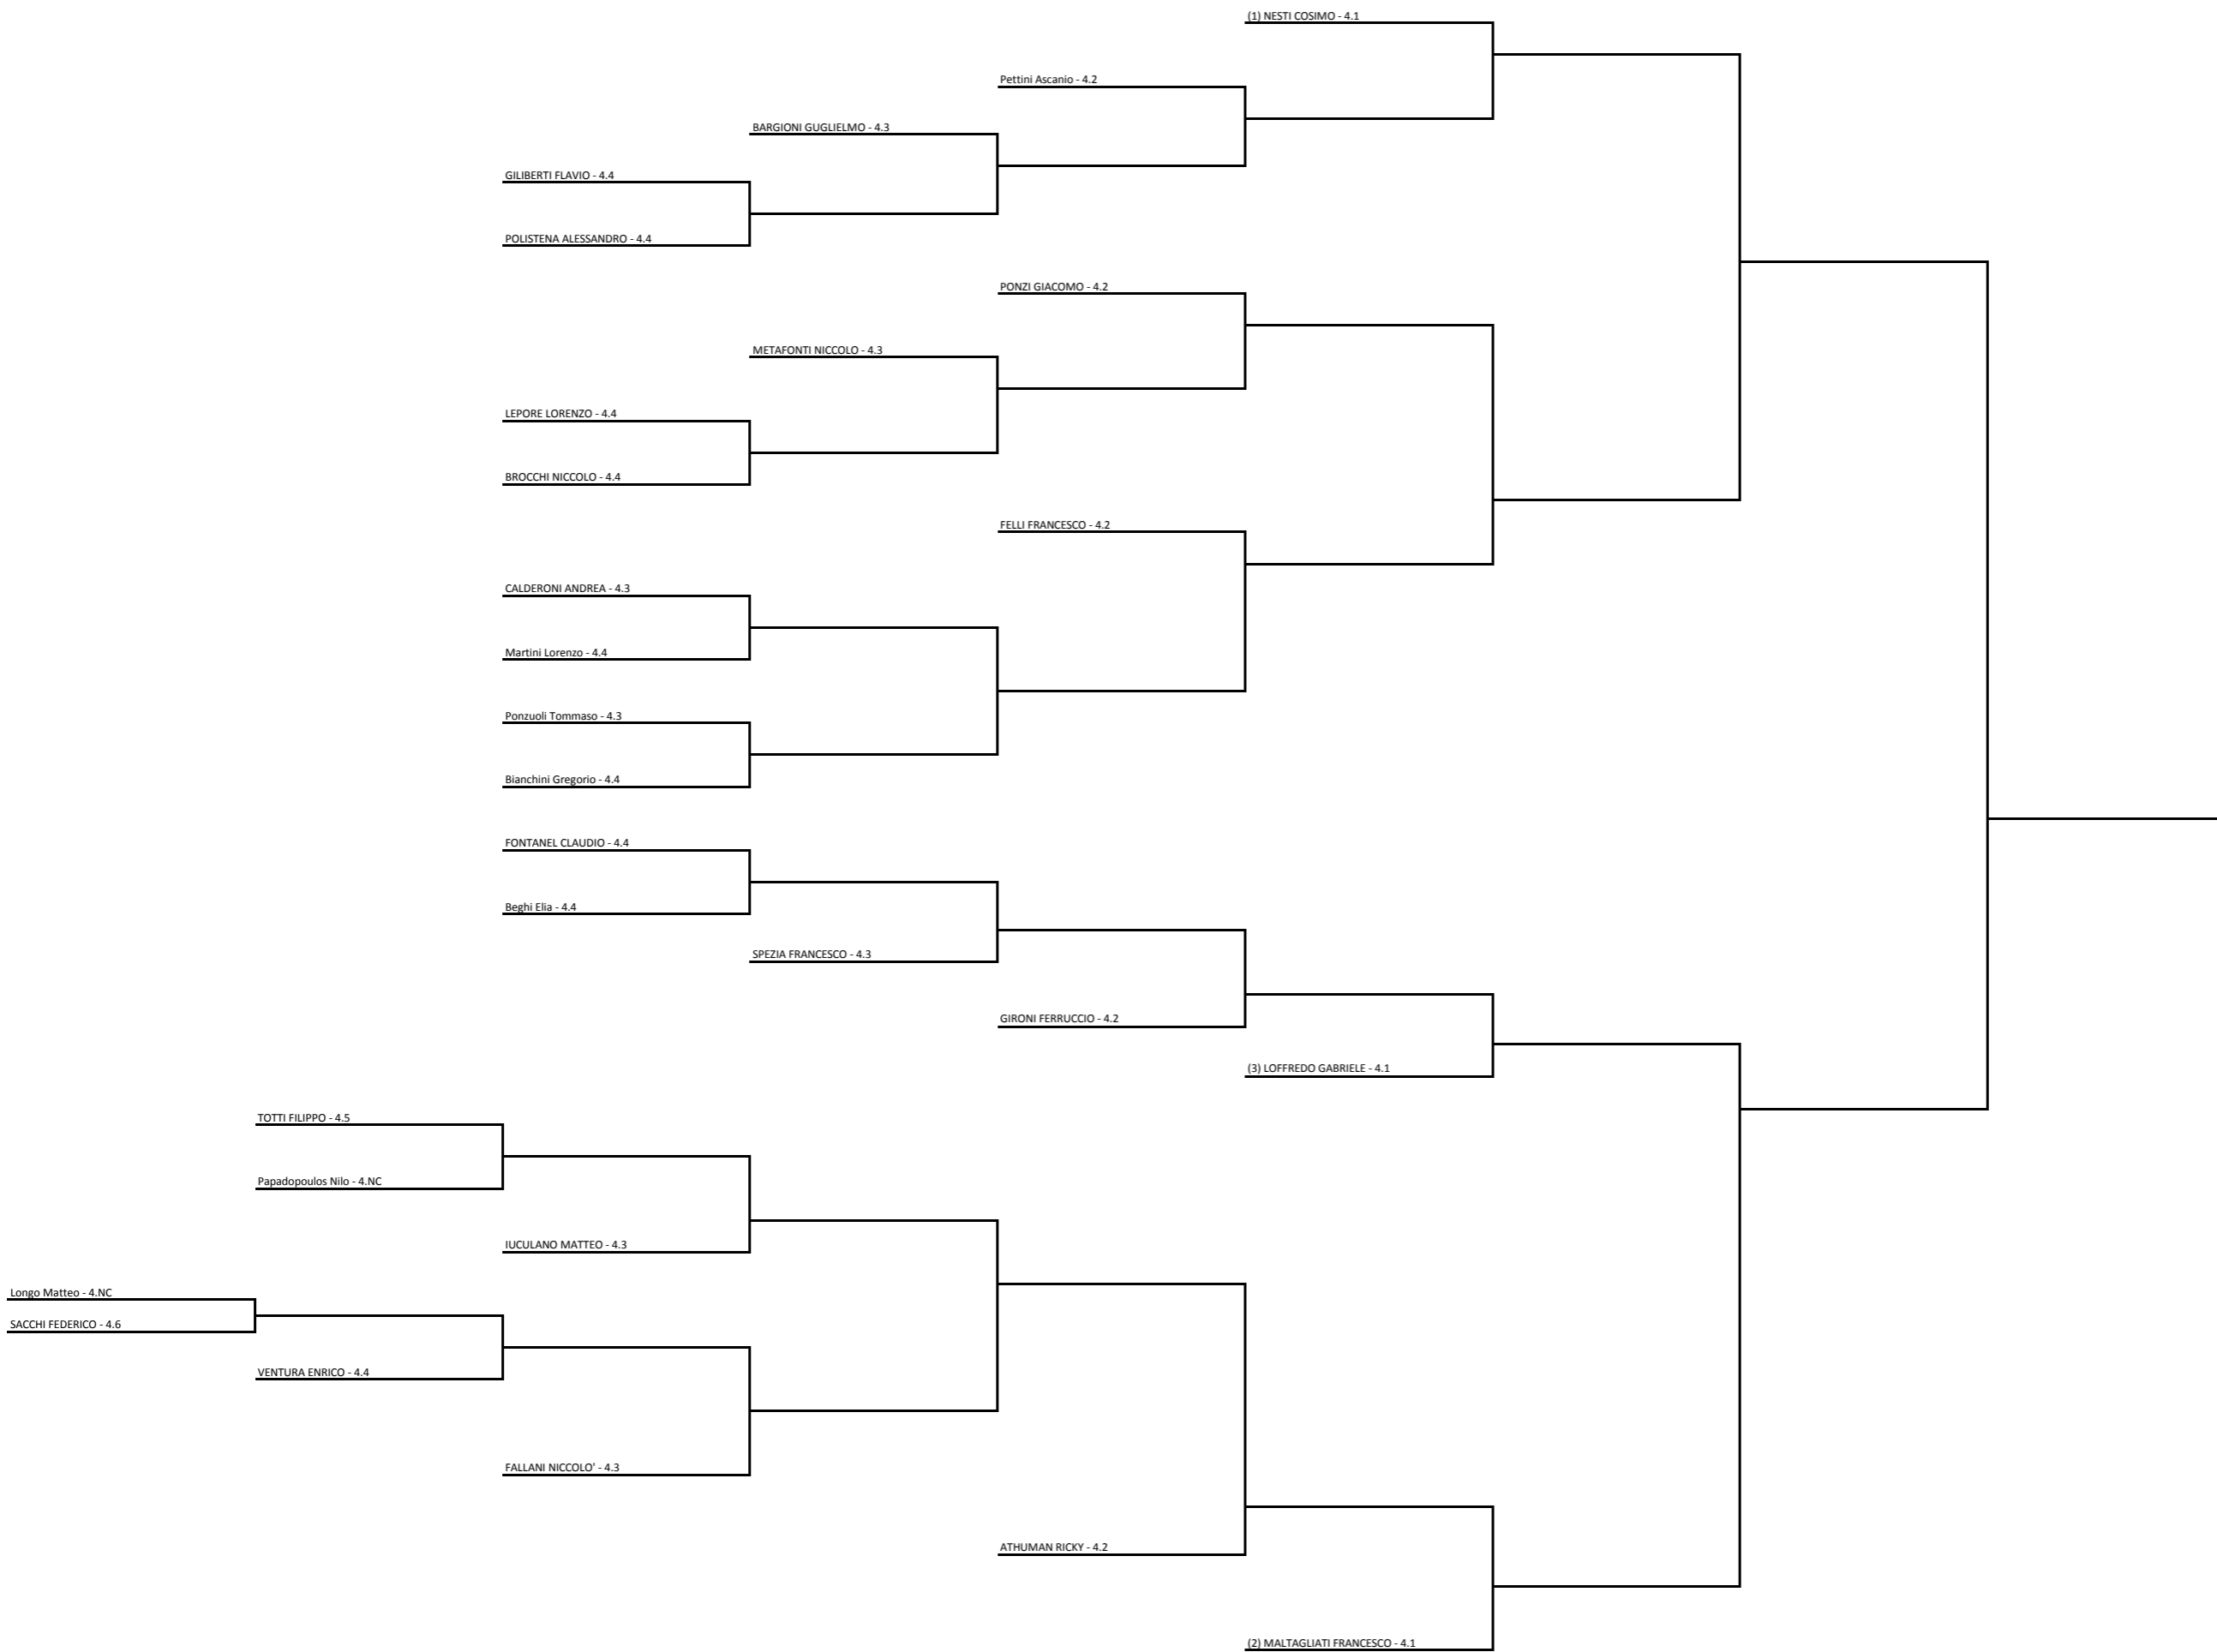 (1) NESTI COSIMO - 4.1
Pettini Ascanio - 4.2
BARGIONI GUGLIELMO - 4.3
GILIBERTI FLAVIO - 4.4
POLISTENA ALESSANDRO - 4.4
PONZI GIACOMO - 4.2
METAFONTI NICCOLO - 4.3
LEPORE LORENZO - 4.4
BROCCHI NICCOLO - 4.4
FELLI FRANCESCO - 4.2
CALDERONI ANDREA - 4.3
Martini Lorenzo - 4.4
Ponzuoli Tommaso - 4.3
Bianchini Gregorio - 4.4
FONTANEL CLAUDIO - 4.4
Beghi Elia - 4.4
SPEZIA FRANCESCO - 4.3
GIRONI FERRUCCIO - 4.2
(3) LOFFREDO GABRIELE - 4.1
TOTTI FILIPPO - 4.5
Papadopoulos Nilo - 4.NC
IUCULANO MATTEO - 4.3
Longo Matteo - 4.NC
SACCHI FEDERICO - 4.6
VENTURA ENRICO - 4.4
FALLANI NICCOLO' - 4.3
ATHUMAN RICKY - 4.2
(2) MALTAGLIATI FRANCESCO - 4.1